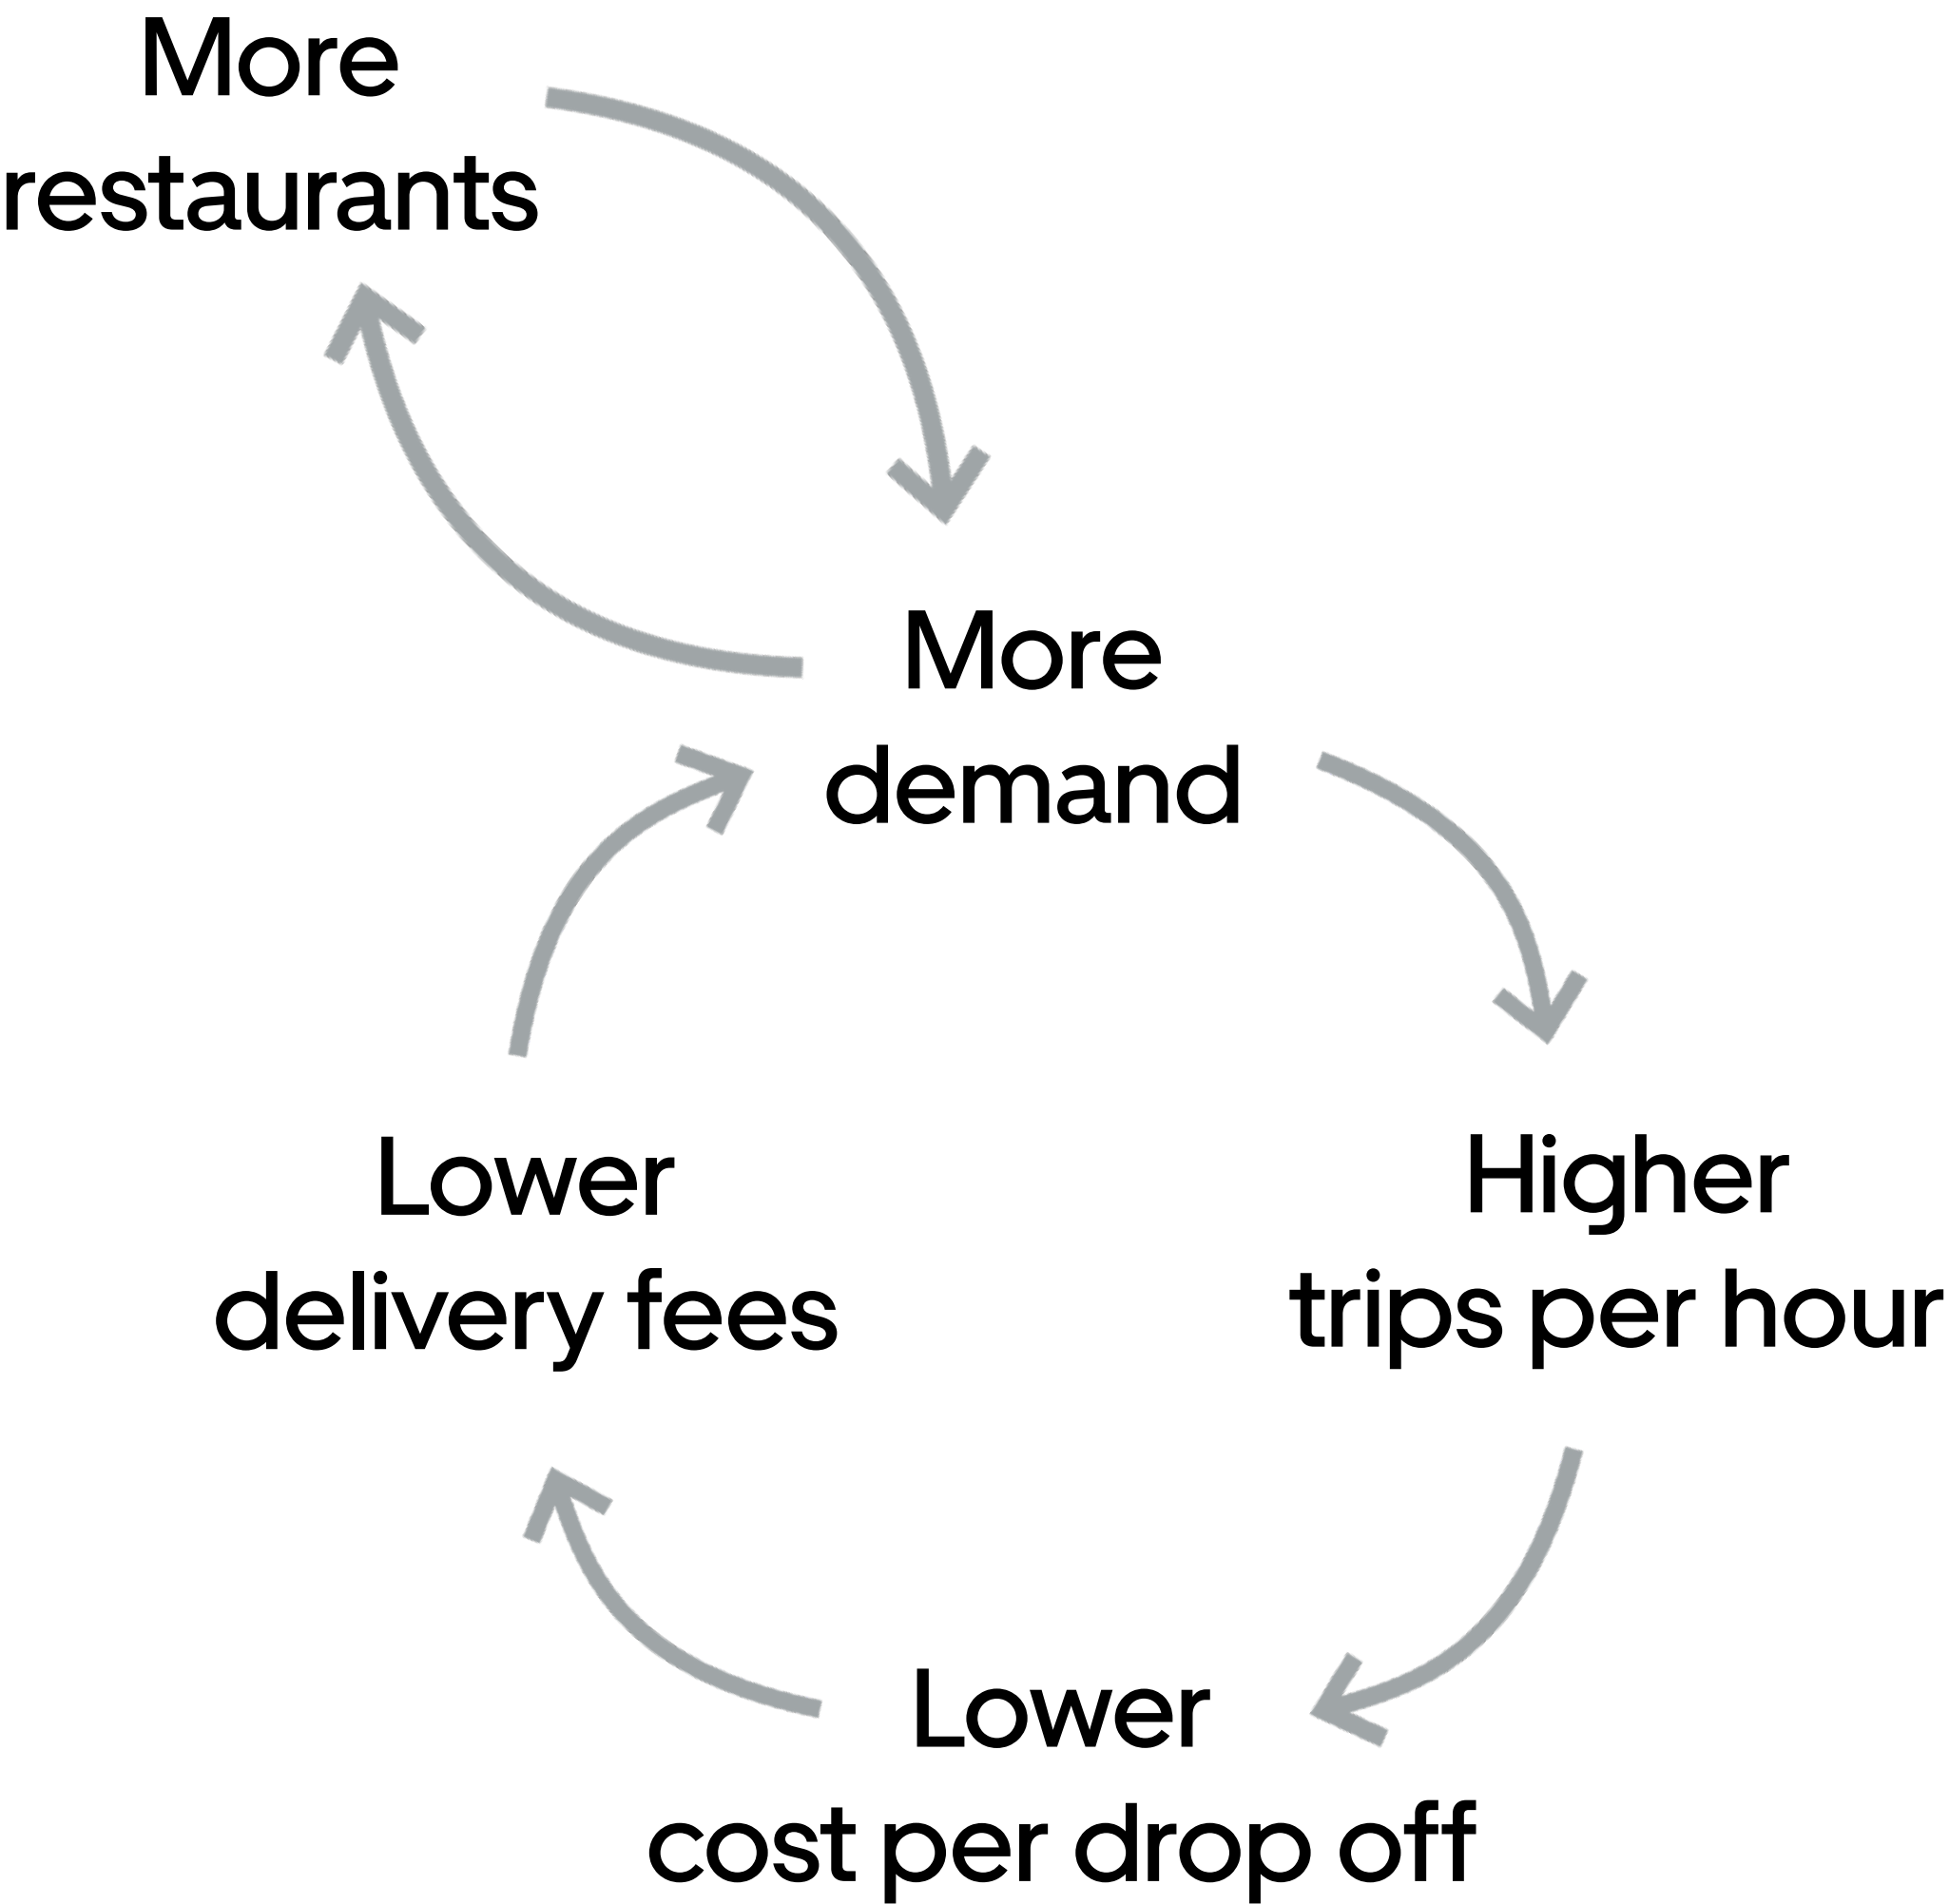 More
restaurants
More
demand
Lower
delivery fees
Higher
trips per hour
Lower
cost per drop off